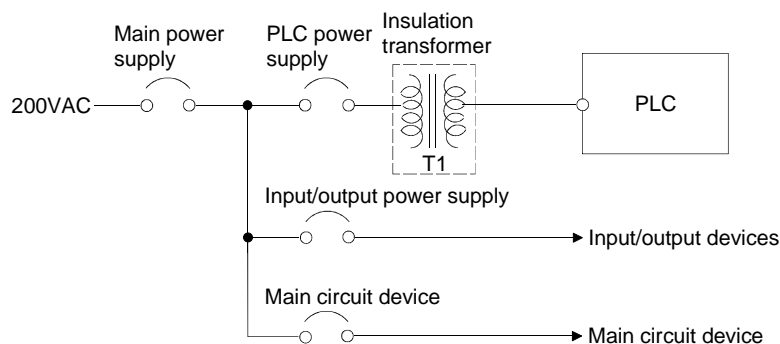 Main power
supply
PLC power
supply
Insulation
transformer
200VAC
PLC
T1
Input/output power supply
Input/output devices
Main circuit device
Main circuit device